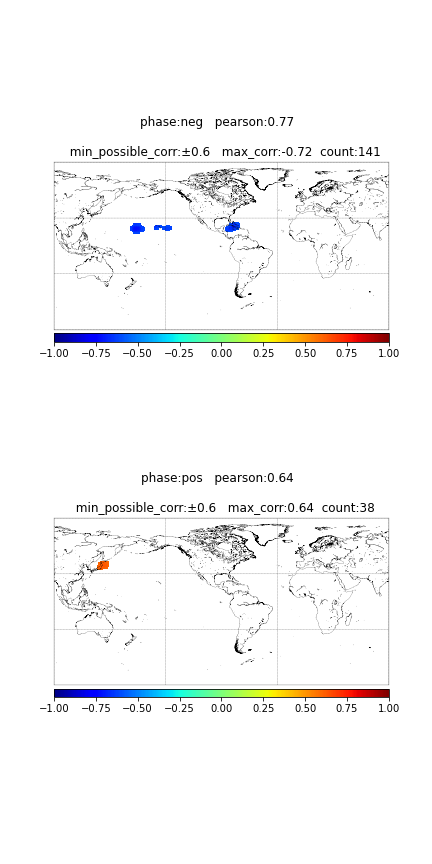 phase:neg   pearson:0.77
min_possible_corr:±0.6   max_corr:-0.72  count:141
−1.00 −0.75 −0.50 −0.25 0.00 0.25 0.50 0.75 1.00
phase:pos   pearson:0.64
min_possible_corr:±0.6   max_corr:0.64  count:38
−1.00 −0.75 −0.50 −0.25 0.00 0.25 0.50 0.75 1.00